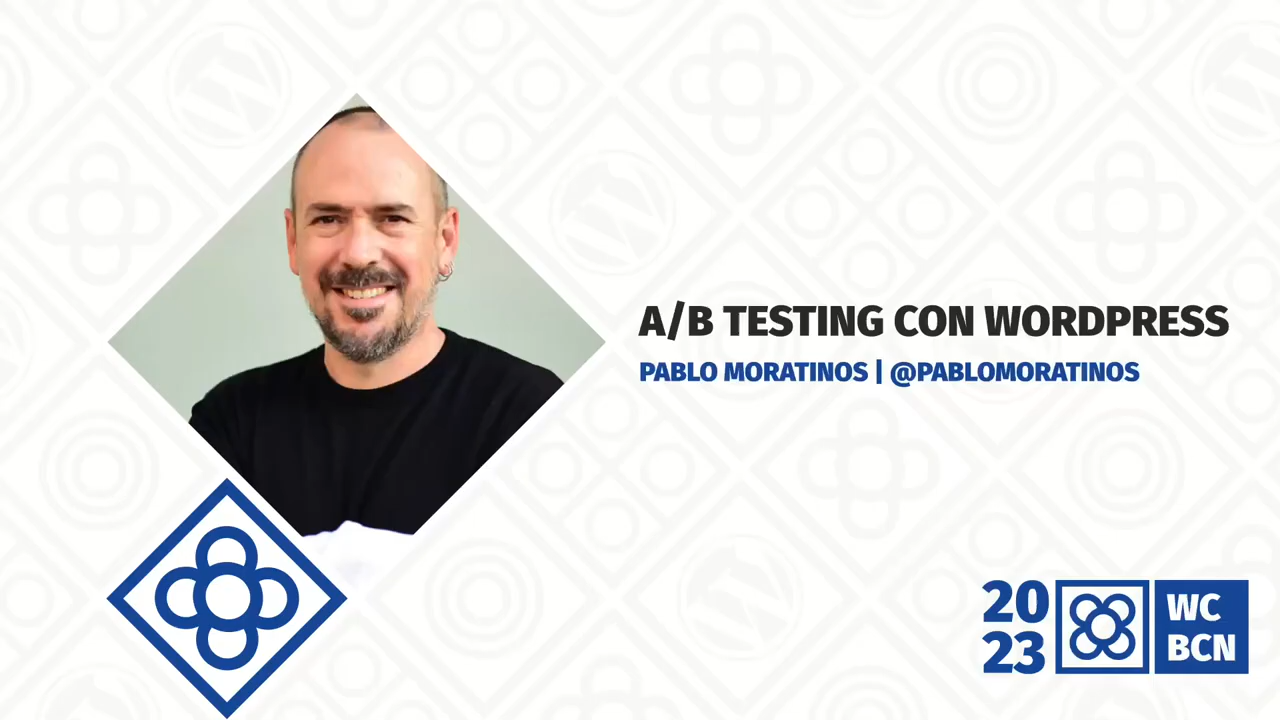 A/B TESTING CON WORDPRESS
PABLO MORATINOS | @PABLOMORATINOS
20
23
WC
BCN